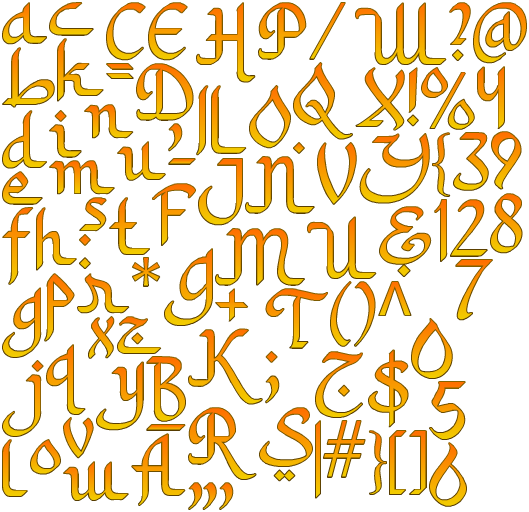 a c C E H P / W ? @
b k = D J L O Q X ! % 4
d i n u ' - J N V Y { 3 9
e m s t F & 1 2 8
f h : r * g M U 7
g p + T ( ) ^
x z K ; Z $ 0
j q y B 5
l o v w A R , , , S | # } [ ] 6